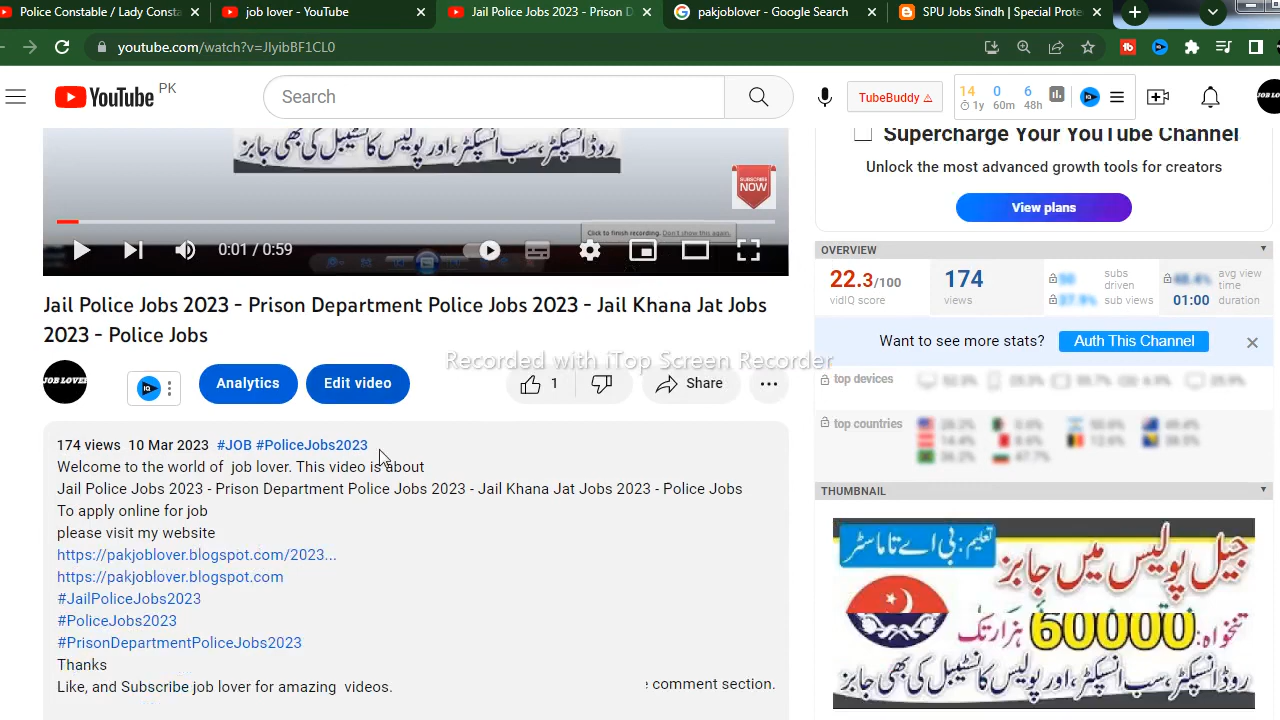 Police Constable / Lady Consta
job lover - YouTube
Jail Police Jobs 2023 - Prison D
pakjoblover - Google Search
SPU Jobs Sindh | Special Prote
youtube.com/watch?v=JlyibBF1CL0
YouTube PK
Search
TubeBuddy
14 0 6
1y 60m 48h
روڈ انسپکٹر، سب انسپکٹر، اور پولیس کانسٹیبل کی بھی جابز
SUBSCRIBE
NOW
Click to finish recording. Don't show this again.
0:01 / 0:59
Supercharge Your YouTube Channel
Unlock the most advanced growth tools for creators
View plans
Jail Police Jobs 2023 - Prison Department Police Jobs 2023 - Jail Khana Jat Jobs
2023 - Police Jobs
Recorded with iTop Screen Recorder
JOB LOVER
Analytics
Edit video
1
Share
174 views 10 Mar 2023 #JOB #PoliceJobs2023
Welcome to the world of job lover. This video is about
Jail Police Jobs 2023 - Prison Department Police Jobs 2023 - Jail Khana Jat Jobs 2023 - Police Jobs
To apply online for job
please visit my website
https://pakjoblover.blogspot.com/2023...
https://pakjoblover.blogspot.com
#JailPoliceJobs2023
#PoliceJobs2023
#PrisonDepartmentPoliceJobs2023
Thanks
Like, and Subscribe job lover for amazing videos.
comment section.
OVERVIEW
22.3/100
vidIQ score
174
views
subs driven
sub views
avg view time
01:00 duration
Want to see more stats?
Auth This Channel
top devices
top countries
THUMBNAIL
تعلیم: بی اے تا ماسٹر
جیل پولیس میں جابز
تنخواہ: 60000 ہزار تک
روڈ انسپکٹر، سب انسپکٹر، اور پولیس کانسٹیبل کی بھی جابز